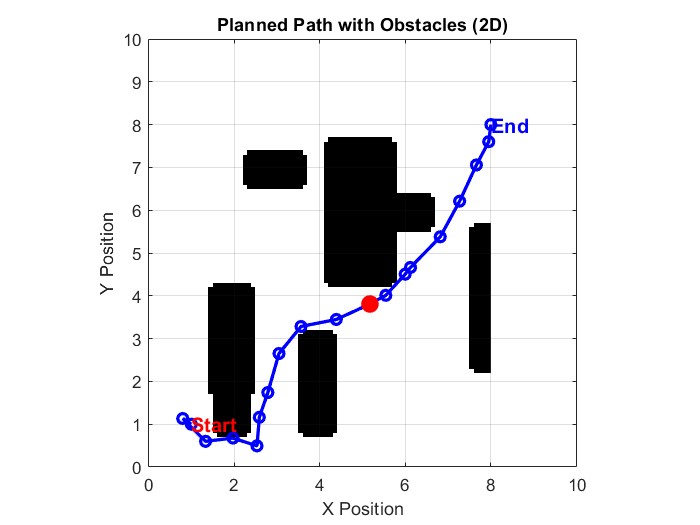 Planned Path with Obstacles (2D)
10
9
8
7
6
5
4
3
2
1
0
Y Position
End
Start
0 2 4 6 8 10
X Position